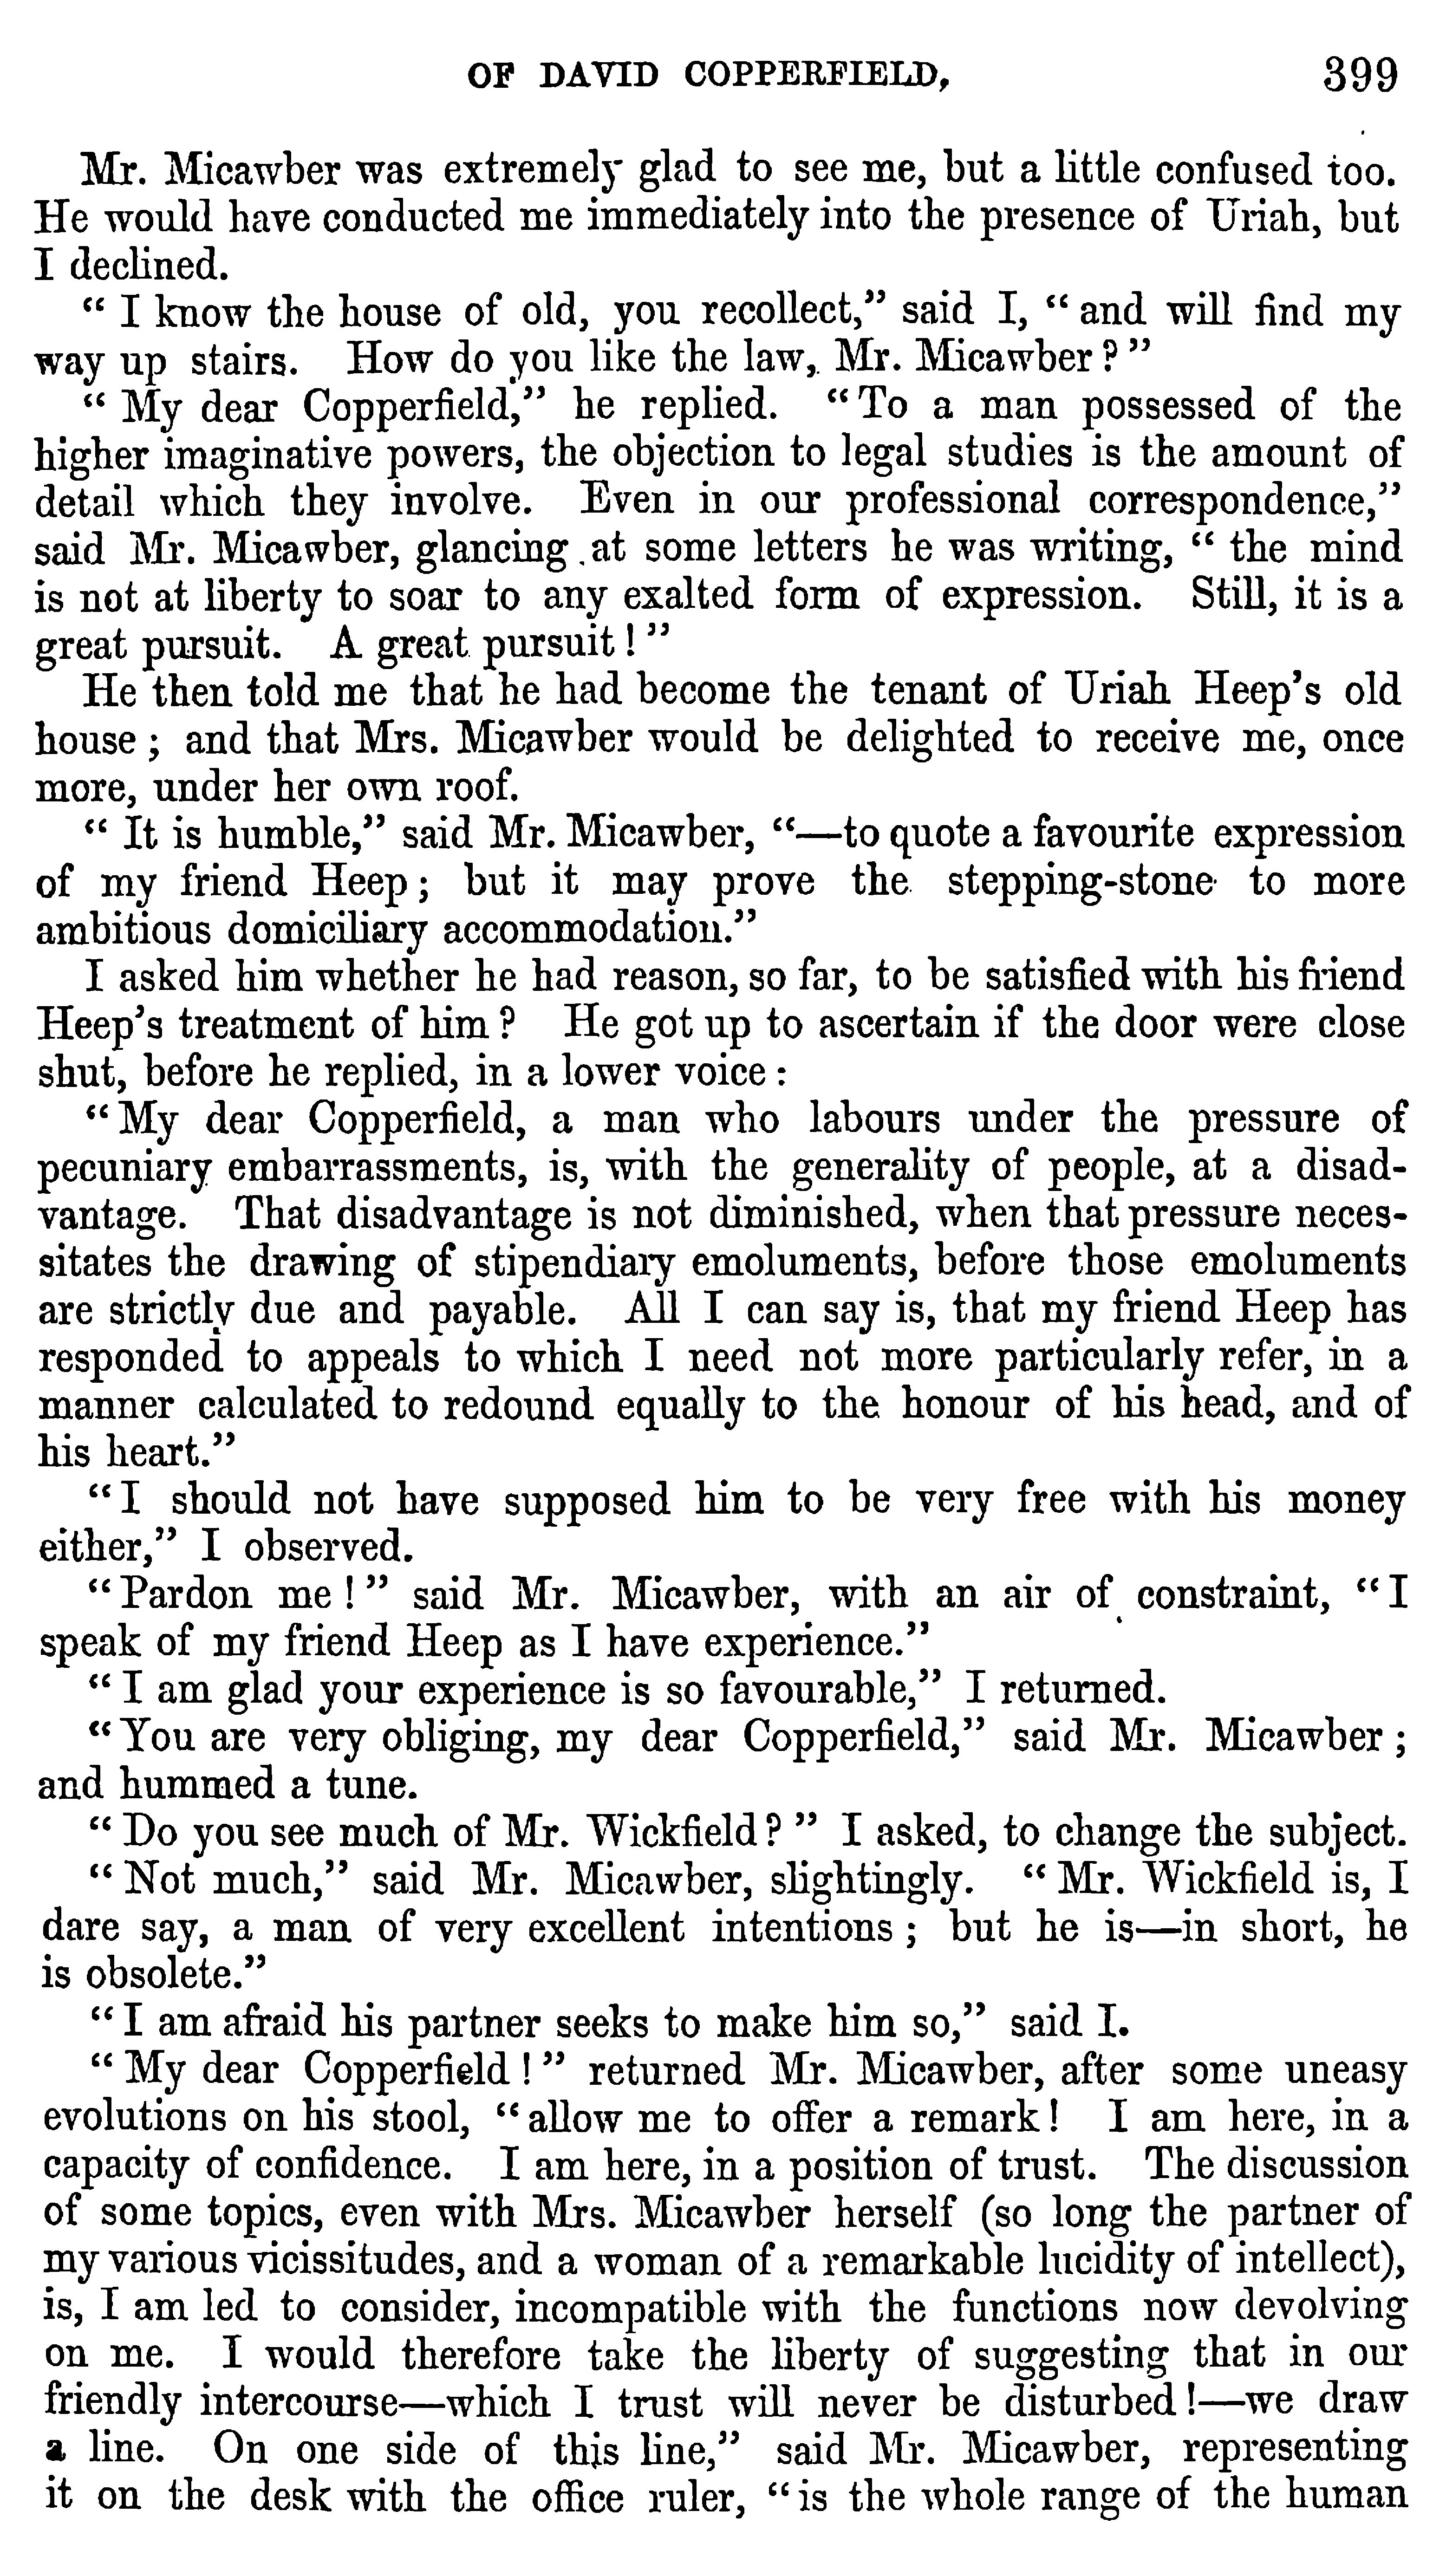 OF DAVID COPPERFIELD, 399
Mr. Micawber was extremely glad to see me, but a little confused too.
He would have conducted me immediately into the presence of Uriah, but
I declined.
“ I know the house of old, you recollect,” said I, “ and will find my
way up stairs. How do you like the law, Mr. Micawber ? ”
“ My dear Copperfield,” he replied. “ To a man possessed of the
higher imaginative powers, the objection to legal studies is the amount of
detail which they involve. Even in our professional correspondence,”
said Mr. Micawber, glancing at some letters he was writing, “ the mind
is not at liberty to soar to any exalted form of expression. Still, it is a
great pursuit. A great pursuit ! ”
He then told me that he had become the tenant of Uriah Heep’s old
house ; and that Mrs. Micawber would be delighted to receive me, once
more, under her own roof.
“ It is humble,” said Mr. Micawber, “—to quote a favourite expression
of my friend Heep ; but it may prove the stepping-stone to more
ambitious domiciliary accommodation.”
I asked him whether he had reason, so far, to be satisfied with his friend
Heep’s treatment of him ? He got up to ascertain if the door were close
shut, before he replied, in a lower voice :
“ My dear Copperfield, a man who labours under the pressure of
pecuniary embarrassments, is, with the generality of people, at a disad-
vantage. That disadvantage is not diminished, when that pressure neces-
sitates the drawing of stipendiary emoluments, before those emoluments
are strictly due and payable. All I can say is, that my friend Heep has
responded to appeals to which I need not more particularly refer, in a
manner calculated to redound equally to the honour of his head, and of
his heart.”
“ I should not have supposed him to be very free with his money
either,” I observed.
“ Pardon me ! ” said Mr. Micawber, with an air of constraint, “ I
speak of my friend Heep as I have experience.”
“ I am glad your experience is so favourable,” I returned.
“ You are very obliging, my dear Copperfield,” said Mr. Micawber ;
and hummed a tune.
“ Do you see much of Mr. Wickfield ? ” I asked, to change the subject.
“ Not much,” said Mr. Micawber, slightingly. “ Mr. Wickfield is, I
dare say, a man of very excellent intentions ; but he is—in short, he
is obsolete.”
“ I am afraid his partner seeks to make him so,” said I.
“ My dear Copperfield ! ” returned Mr. Micawber, after some uneasy
evolutions on his stool, “ allow me to offer a remark ! I am here, in a
capacity of confidence. I am here, in a position of trust. The discussion
of some topics, even with Mrs. Micawber herself (so long the partner of
my various vicissitudes, and a woman of a remarkable lucidity of intellect),
is, I am led to consider, incompatible with the functions now devolving
on me. I would therefore take the liberty of suggesting that in our
friendly intercourse—which I trust will never be disturbed !—we draw
a line. On one side of this line,” said Mr. Micawber, representing
it on the desk with the office ruler, “ is the whole range of the human